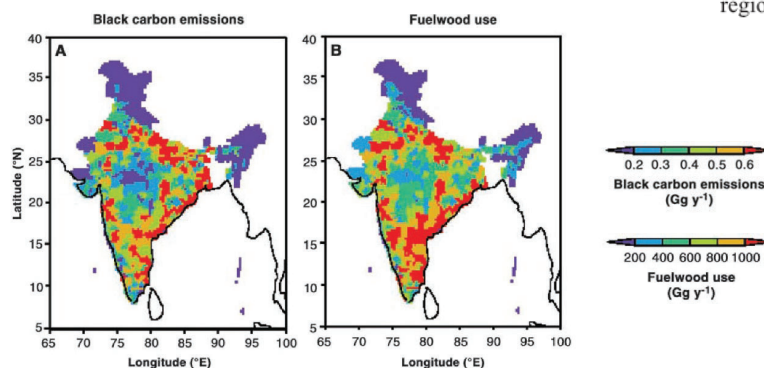 regio
Black carbon emissions
Fuelwood use
A
B
40
35
30
25
20
15
10
5
Latitude (°N)
65 70 75 80 85 90 95 100
Longitude (°E)
40
35
30
25
20
15
10
5
65 70 75 80 85 90 95 100
Longitude (°E)
0.2 0.3 0.4 0.5 0.6
Black carbon emissions
(Gg y-1)
200 400 600 800 1000
Fuelwood use
(Gg y-1)